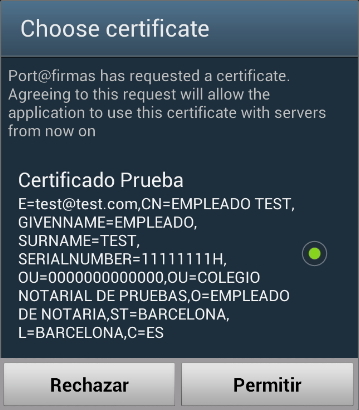 Choose certificate
Port@firmas has requested a certificate.
Agreeing to this request will allow the
application to use this certificate with servers
from now on
Certificado Prueba
E=test@test.com,CN=EMPLEADO TEST,
GIVENNAME=EMPLEADO,
SURNAME=TEST,
SERIALNUMBER=11111111H,
OU=0000000000000,OU=COLEGIO
NOTARIAL DE PRUEBAS,O=EMPLEADO
DE NOTARIA,ST=BARCELONA,
L=BARCELONA,C=ES
Rechazar
Permitir